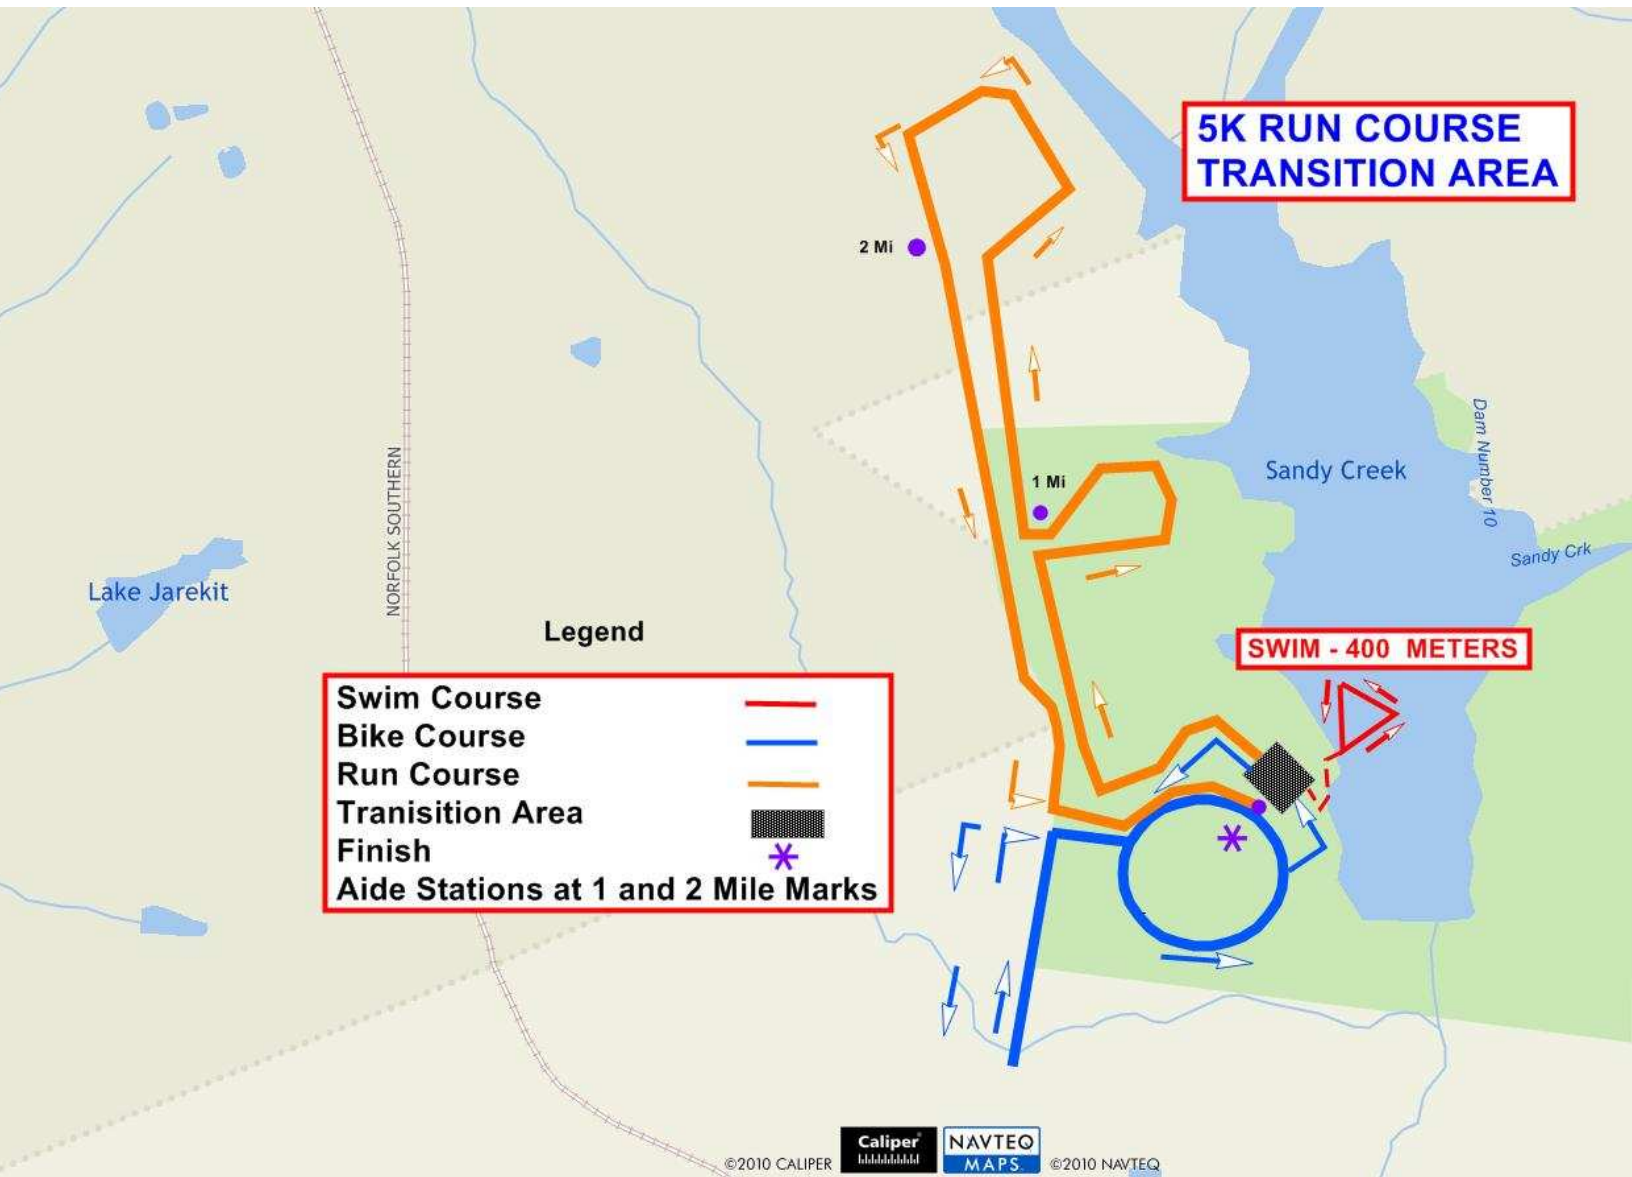 5K RUN COURSE
TRANSITION AREA
2 Mi
1 Mi
Sandy Creek
Dam Number 10
Sandy Crk
NORFOLK SOUTHERN
Lake Jarekit
SWIM - 400 METERS
Legend
Swim Course
Bike Course
Run Course
Tranisition Area
Finish
Aide Stations at 1 and 2 Mile Marks
©2010 CALIPER
Caliper
NAVTEQ
MAPS
©2010 NAVTEQ